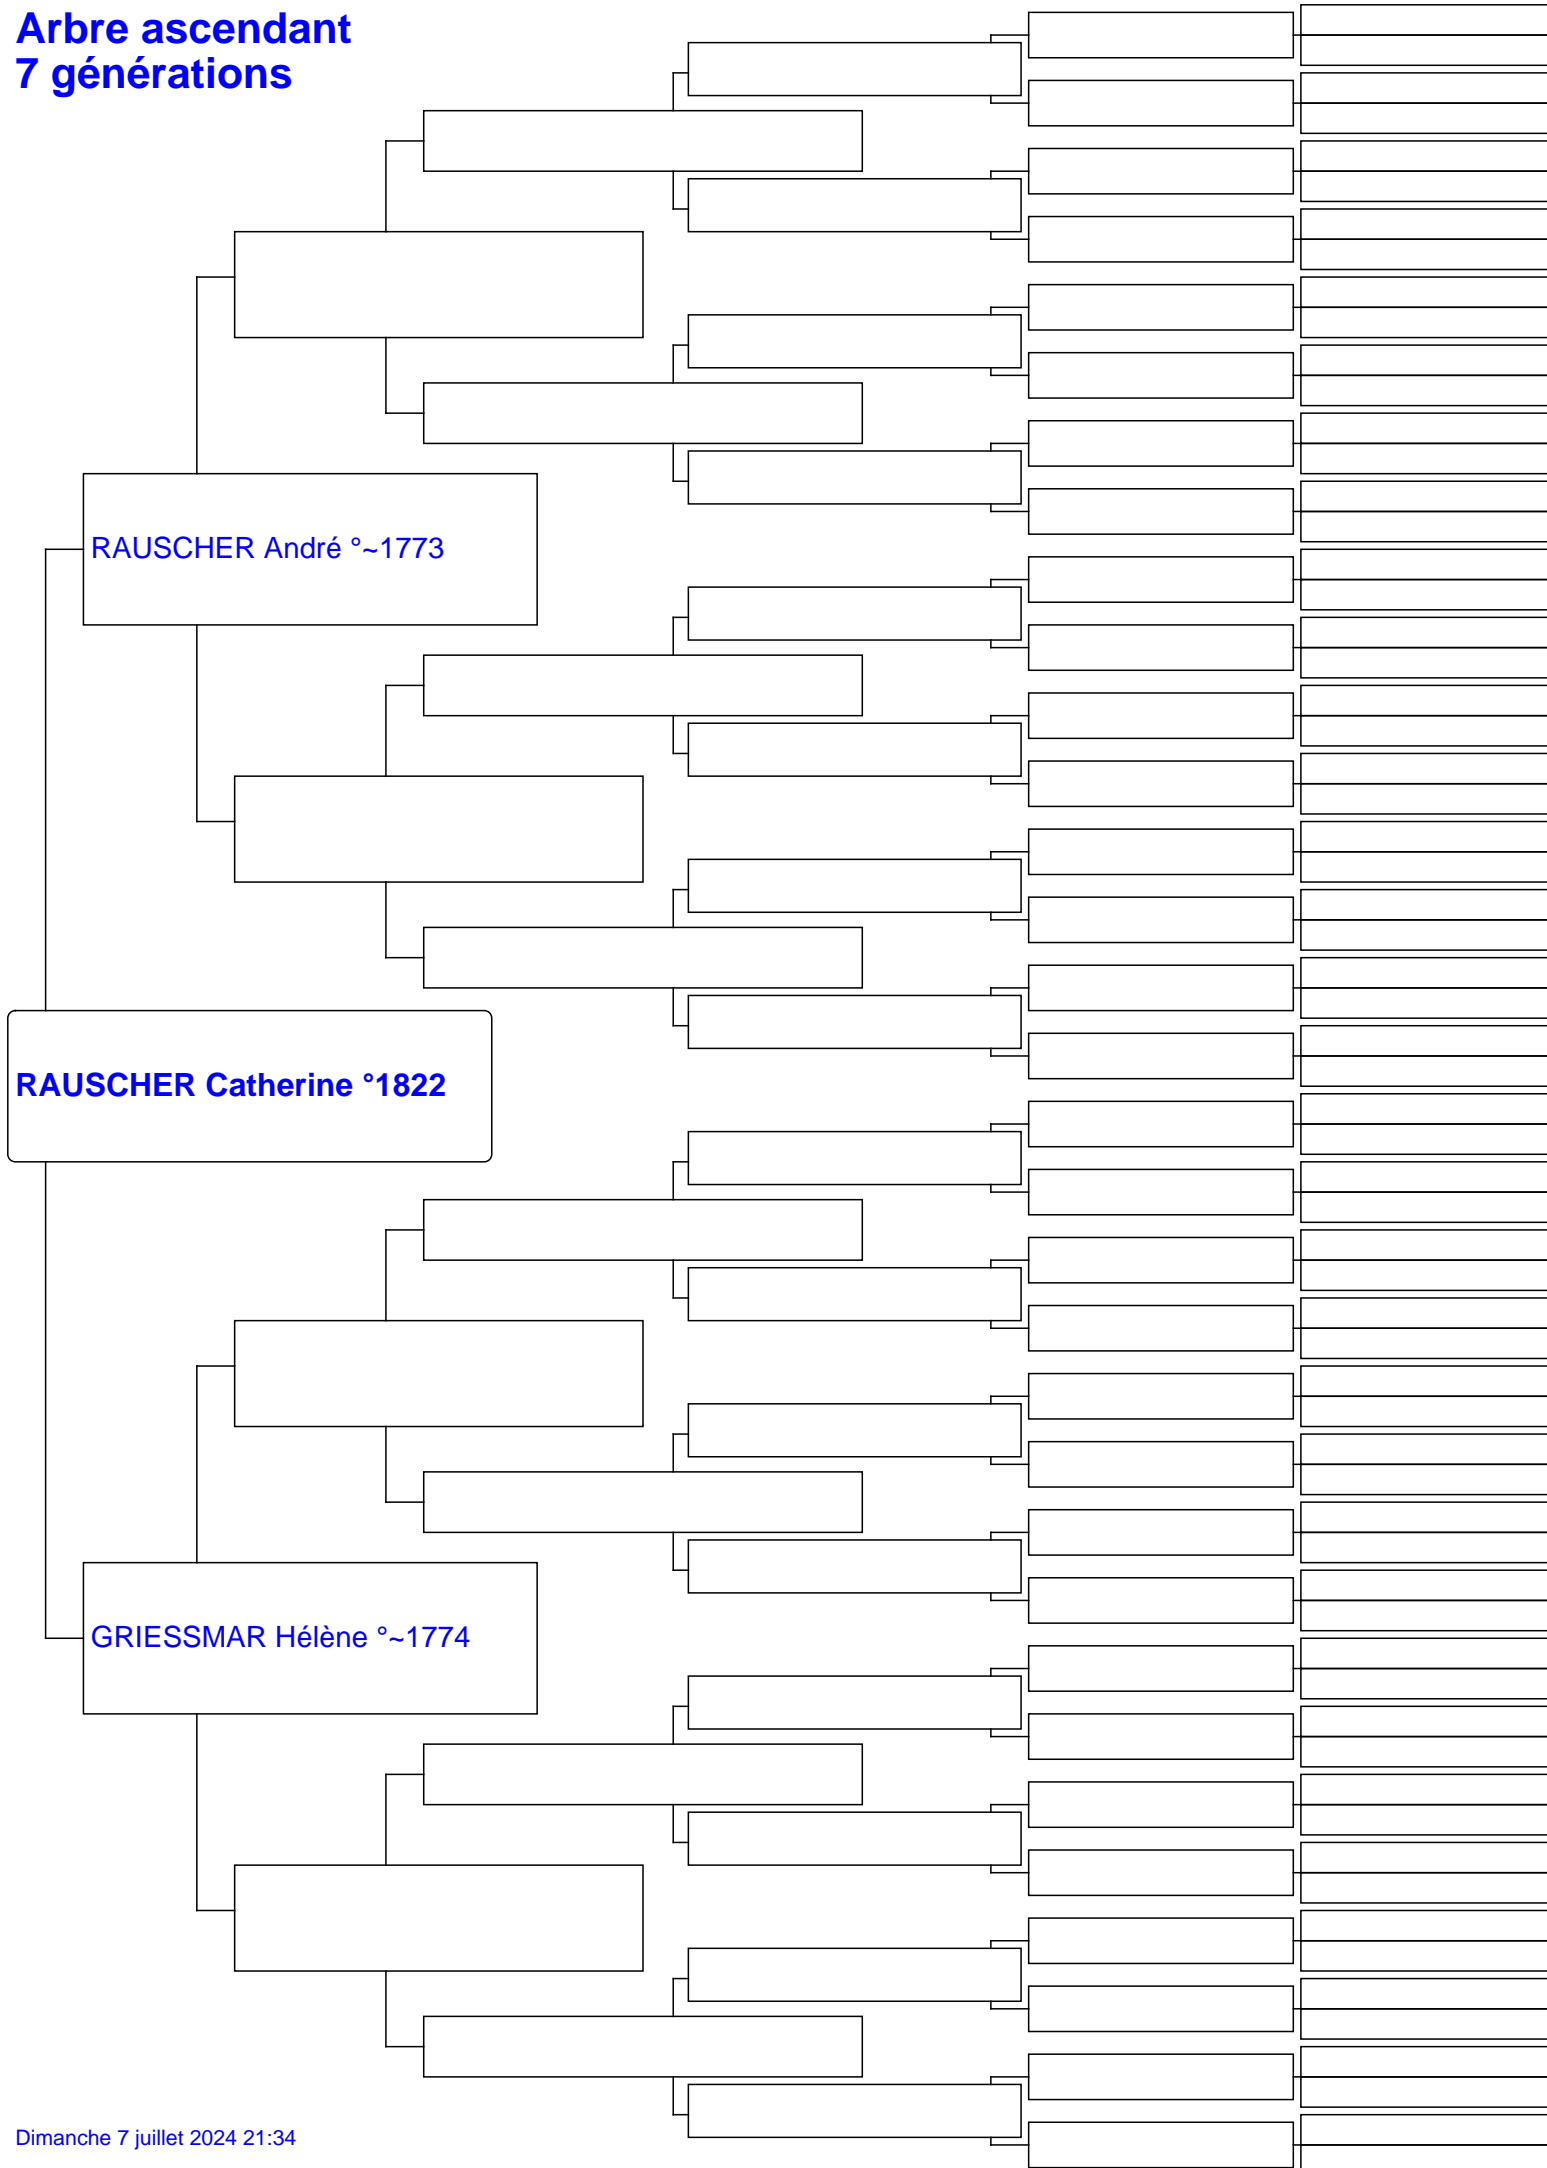 Arbre ascendant
7 générations
RAUSCHER André °~1773
RAUSCHER Catherine °1822
GRIESSMAR Hélène °~1774
Dimanche 7 juillet 2024 21:34